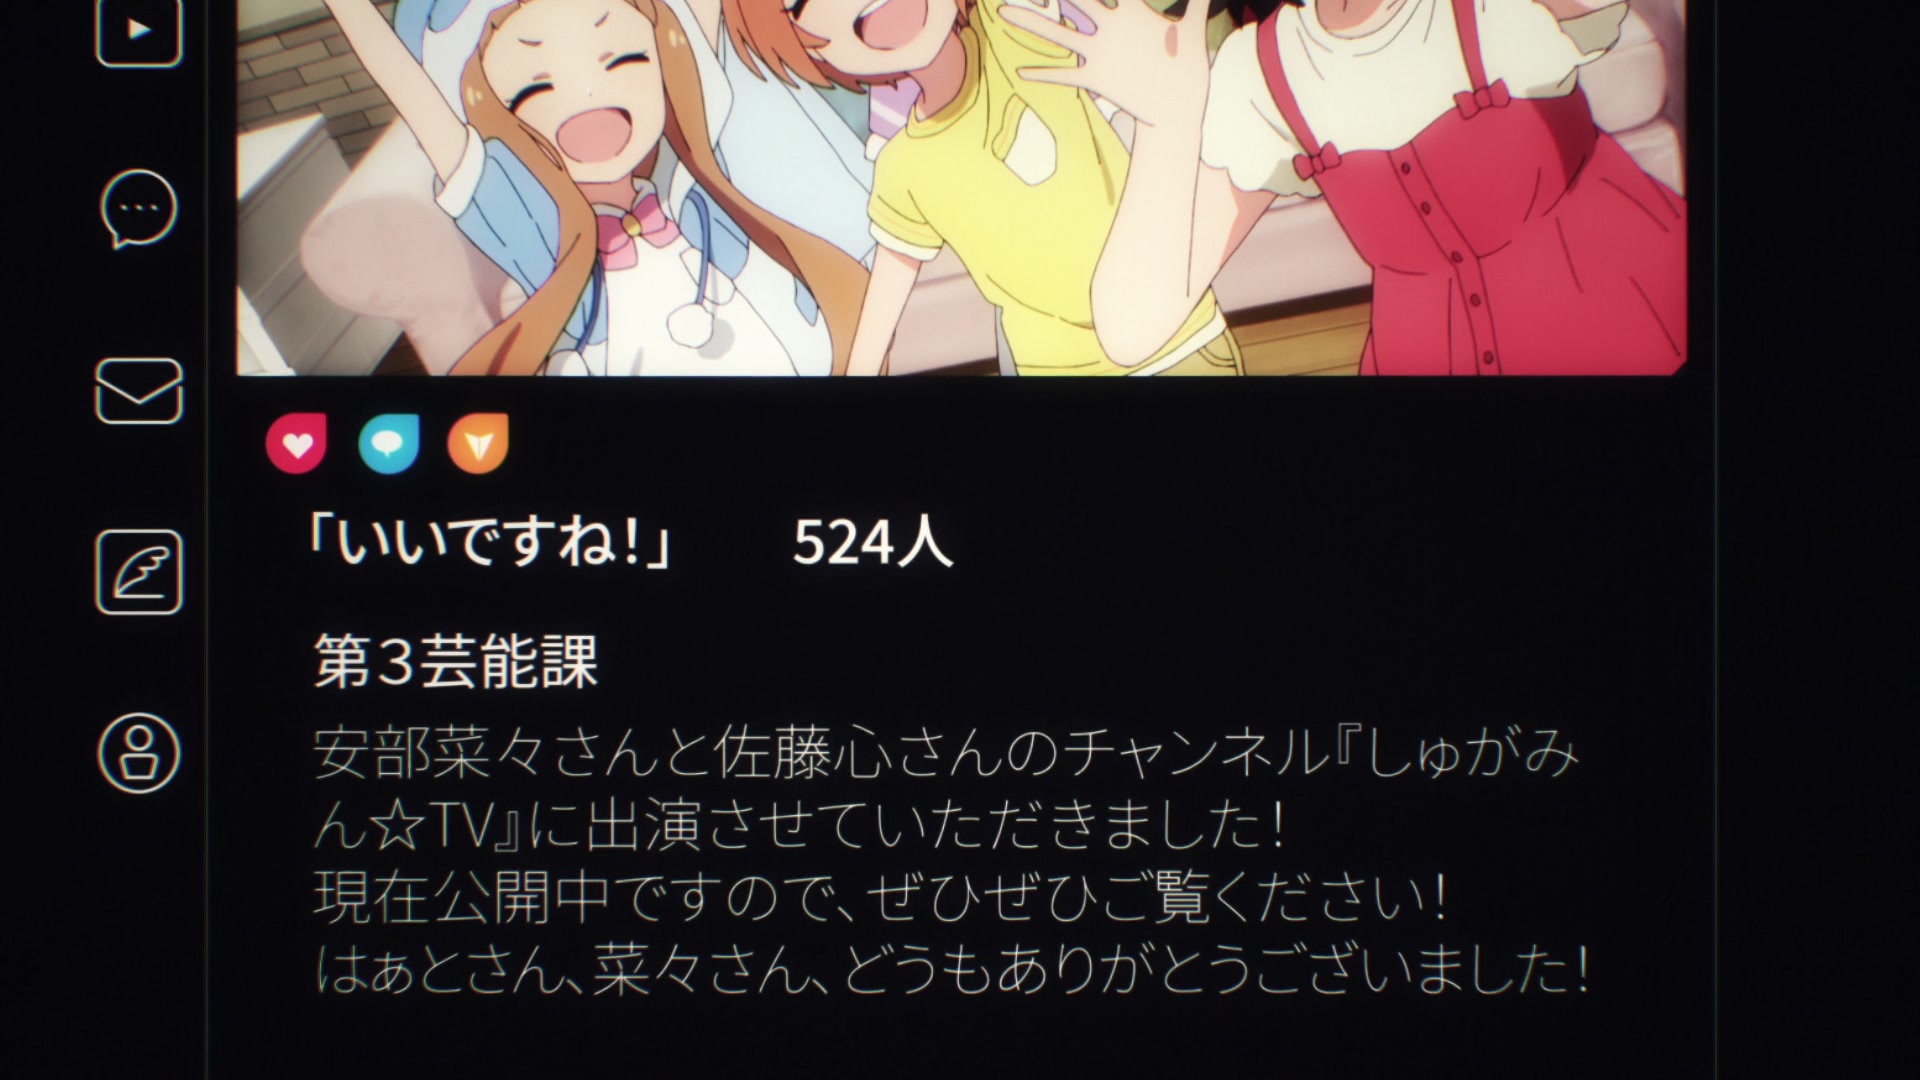 「いいですね！」 524人
第３芸能課
安部菜々さんと佐藤心さんのチャンネル『しゅがみ
ん☆TV』に出演させていただきました！
現在公開中ですので、ぜひぜひご覧ください！
はぁとさん、菜々さん、どうもありがとうございました！